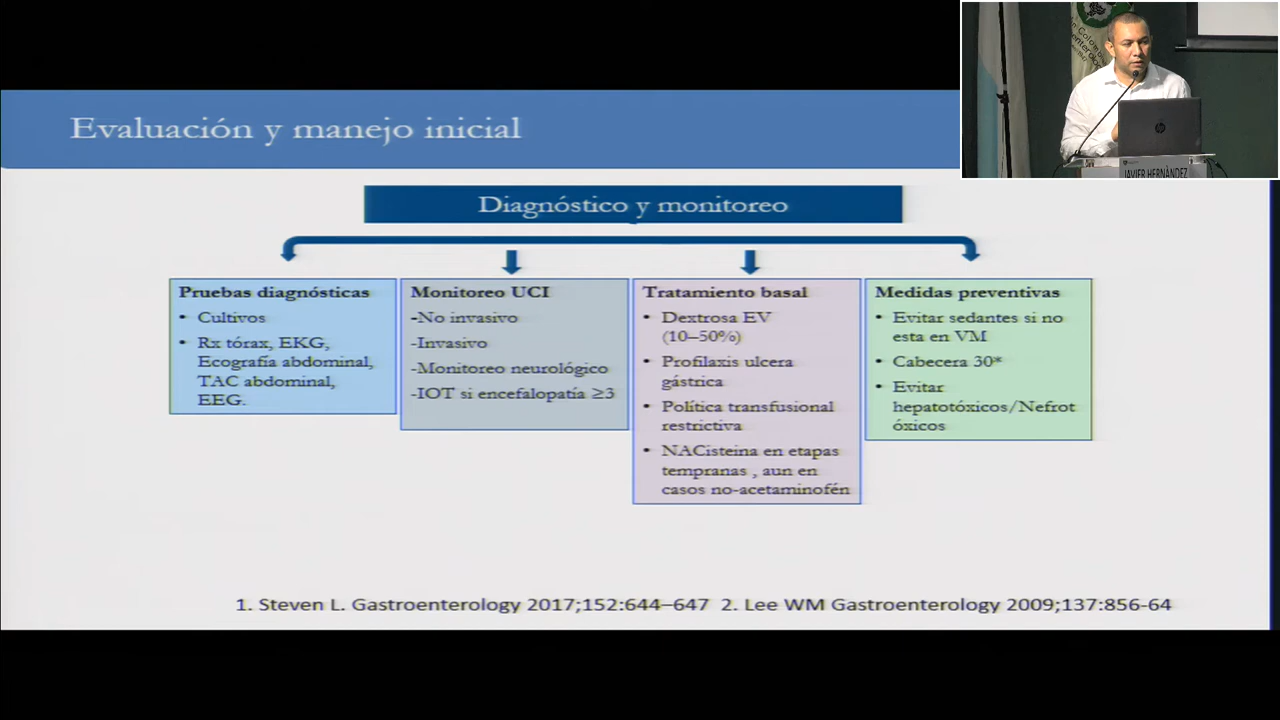 Evaluación y manejo inicial
Diagnóstico y monitoreo
Pruebas diagnósticas
• Cultivos
• Rx tórax, EKG,
Ecografía abdominal,
TAC abdominal,
EEG.
Monitoreo UCI
-No invasivo
-Invasivo
-Monitoreo neurológico
-IOT si encefalopatía ≥3
Tratamiento basal
• Dextrosa EV
(10–50%)
• Profilaxis ulcera
gástrica
• Política transfusional
restrictiva
• NACisteina en etapas
tempranas , aun en
casos no-acetaminofén
Medidas preventivas
• Evitar sedantes si no
esta en VM
• Cabecera 30*
• Evitar
hepatotóxicos/Nefrot
óxicos
1. Steven L. Gastroenterology 2017;152:644–647 2. Lee WM Gastroenterology 2009;137:856-64
JAVIER HERNÀNDEZ
hp